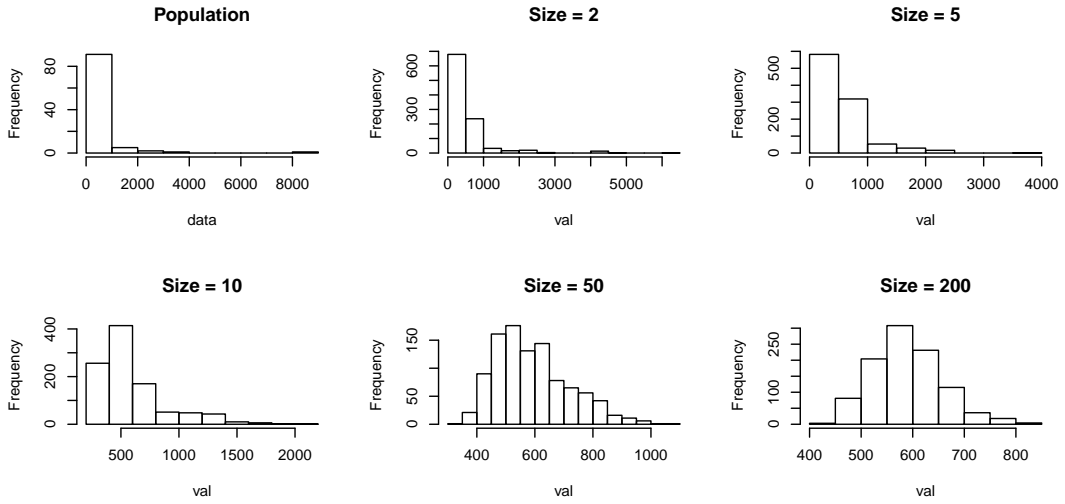 Population
Frequency
0 40 80
0 2000 4000 6000 8000
data
Size = 2
Frequency
0 300 600
0 1000 3000 5000
val
Size = 5
Frequency
0 200 500
0 1000 2000 3000 4000
val
Size = 10
Frequency
0 200 400
500 1000 1500 2000
val
Size = 50
Frequency
0 50 150
400 600 800 1000
val
Size = 200
Frequency
0 100 250
400 500 600 700 800
val